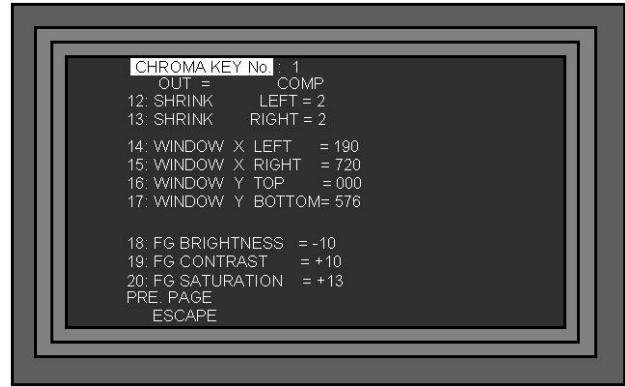 CHROMA KEY No. : 1
OUT = COMP
12: SHRINK LEFT = 2
13: SHRINK RIGHT = 2
14: WINDOW X LEFT = 190
15: WINDOW X RIGHT = 720
16: WINDOW Y TOP = 000
17: WINDOW Y BOTTOM= 576
18: FG BRIGHTNESS = -10
19: FG CONTRAST = +10
20: FG SATURATION = +13
PRE. PAGE
ESCAPE